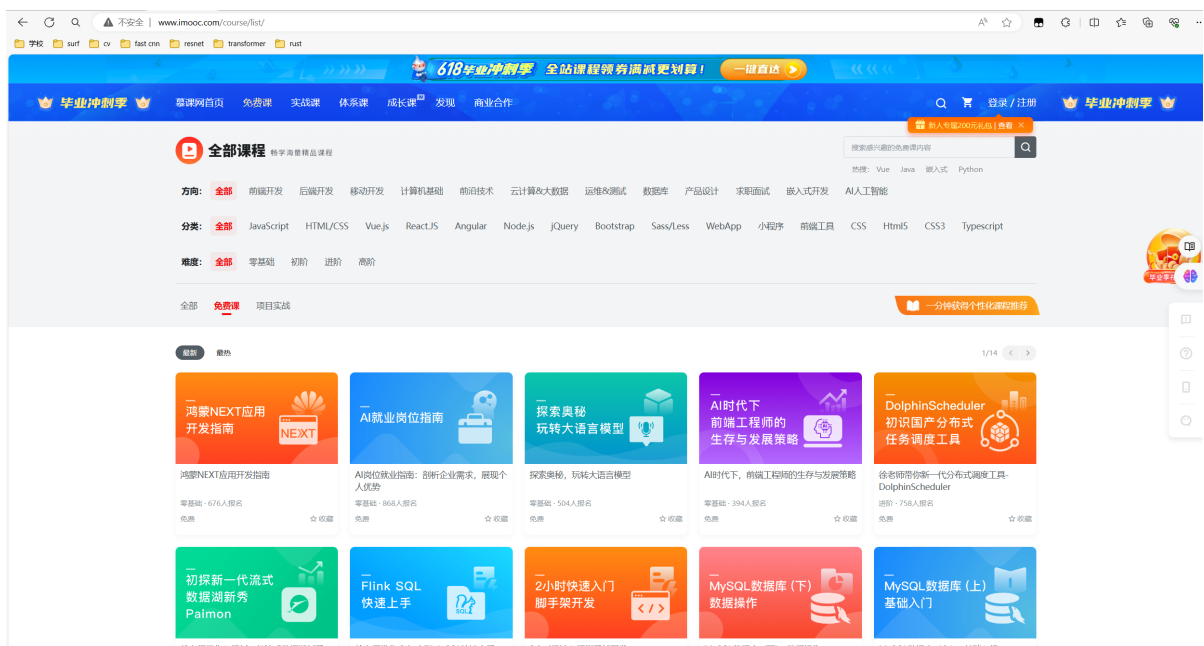 不安全 | www.imooc.com/course/list/
学校 surf cv fast cnn resnet transformer rust
618毕业冲刺季 全站课程领券满减更划算！ 一键直达
毕业冲刺季 慕课网首页 免费课 实战课 体系课 成长课 N 发现 商业合作 登录 / 注册 毕业冲刺季
新人专属200元礼包 | 查看 ×
全部课程 畅学海量精品课程
搜索感兴趣的免费课内容
热搜: Vue Java 嵌入式 Python
方向: 全部 前端开发 后端开发 移动开发 计算机基础 前沿技术 云计算&大数据 运维&测试 数据库 产品设计 求职面试 嵌入式开发 AI人工智能
分类: 全部 JavaScript HTML/CSS Vue.js React.JS Angular Node.js jQuery Bootstrap Sass/Less WebApp 小程序 前端工具 CSS Html5 CSS3 Typescript
难度: 全部 零基础 初阶 进阶 高阶
全部 免费课 项目实战
一分钟获得个性化课程推荐
最新 最热
1/14
鸿蒙NEXT应用
开发指南
NEXT
鸿蒙NEXT应用开发指南
零基础 · 676人报名
免费 收藏
AI就业岗位指南
AI岗位就业指南：剖析企业需求，展现个
人优势
零基础 · 868人报名
免费 收藏
探索奥秘
玩转大语言模型
探索奥秘，玩转大语言模型
零基础 · 504人报名
免费 收藏
AI时代下
前端工程师的
生存与发展策略
AI时代下，前端工程师的生存与发展策略
零基础 · 394人报名
免费 收藏
DolphinScheduler
初识国产分布式
任务调度工具
徐老师带你新一代分布式调度工具-
DolphinScheduler
进阶 · 758人报名
免费 收藏
初探新一代流式
数据湖新秀
Paimon
Flink SQL
快速上手
SQL
2小时快速入门
脚手架开发
</>
MySQL数据库（下）
数据操作
MySQL数据库（上）
基础入门